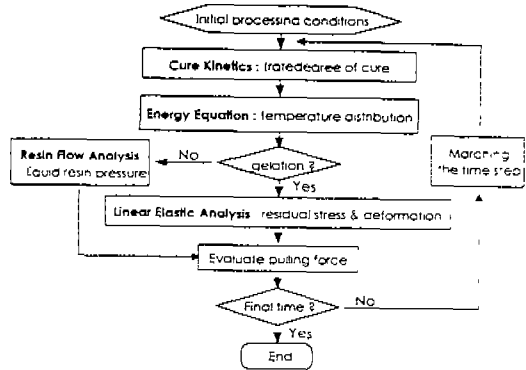 Initial processing conditions
Cure Kinetics : (rate)degree of cure
Energy Equation : temperature distribution
Resin Flow Analysis
Liquid resin pressure
No
gelation ?
Marching
the time step
Yes
Linear Elastic Analysis residual stress & deformation
Evaluate pulling force
Final time ?
No
Yes
End